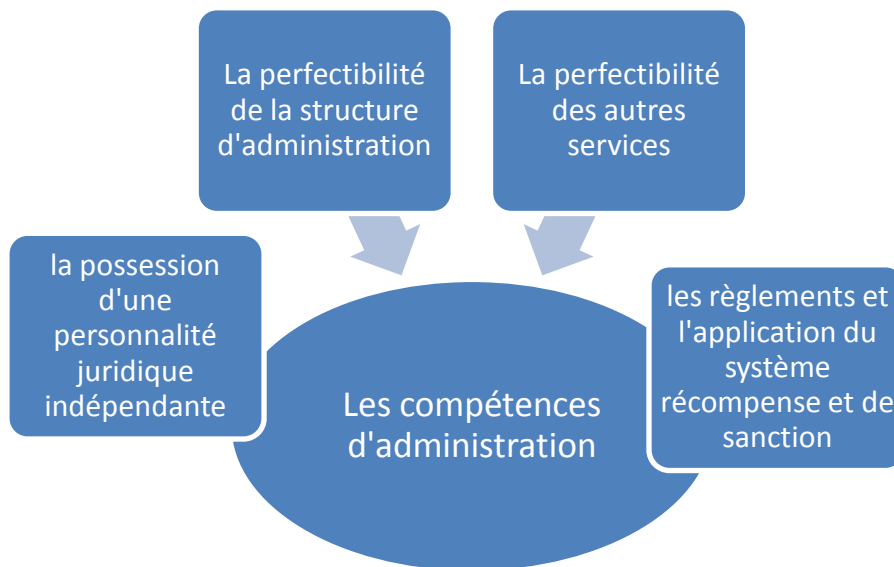 La perfectibilité
de la structure
d'administration
La perfectibilité
des autres
services
la possession
d'une
personnalité
juridique
indépendante
les règlements et
l'application du
système
récompense et de
sanction
Les compétences
d'administration